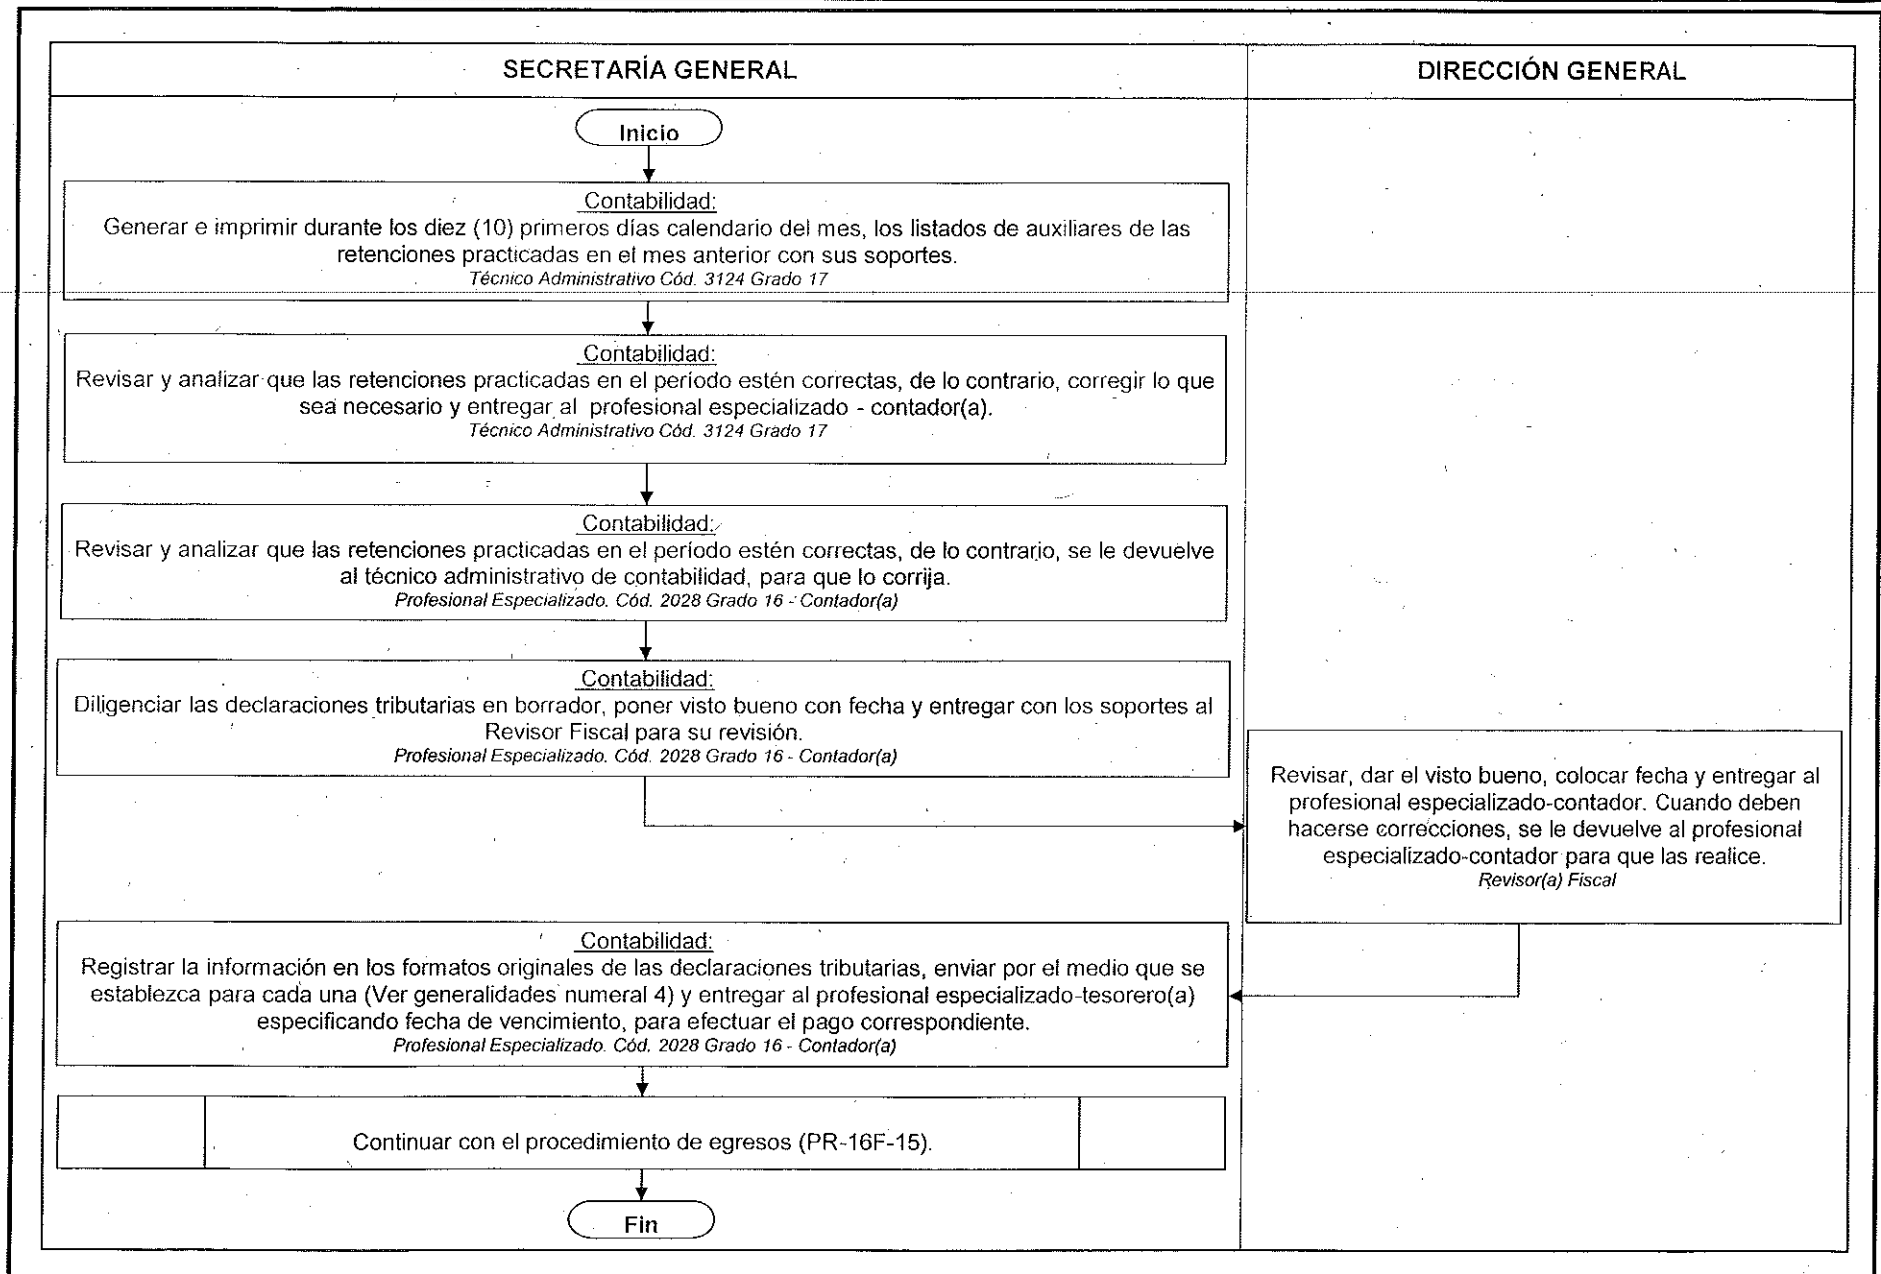 SECRETARÍA GENERAL
DIRECCIÓN GENERAL
Inicio
Contabilidad:
Generar e imprimir durante los diez (10) primeros días calendario del mes, los listados de auxiliares de las
retenciones practicadas en el mes anterior con sus soportes.
Técnico Administrativo Cód. 3124 Grado 17
Contabilidad:
Revisar y analizar que las retenciones practicadas en el período estén correctas, de lo contrario, corregir lo que
sea necesario y entregar al profesional especializado - contador(a).
Técnico Administrativo Cód. 3124 Grado 17
Contabilidad:
Revisar y analizar que las retenciones practicadas en el período estén correctas, de lo contrario, se le devuelve
al técnico administrativo de contabilidad, para que lo corrija.
Profesional Especializado. Cód. 2028 Grado 16 - Contador(a)
Contabilidad:
Diligenciar las declaraciones tributarias en borrador, poner visto bueno con fecha y entregar con los soportes al
Revisor Fiscal para su revisión.
Profesional Especializado. Cód. 2028 Grado 16 - Contador(a)
Revisar, dar el visto bueno, colocar fecha y entregar al
profesional especializado-contador. Cuando deben
hacerse correcciones, se le devuelve al profesional
especializado-contador para que las realice.
Revisor(a) Fiscal
Contabilidad:
Registrar la información en los formatos originales de las declaraciones tributarias, enviar por el medio que se
establezca para cada una (Ver generalidades numeral 4) y entregar al profesional especializado-tesorero(a)
especificando fecha de vencimiento, para efectuar el pago correspondiente.
Profesional Especializado. Cód. 2028 Grado 16 - Contador(a)
Continuar con el procedimiento de egresos (PR-16F-15).
Fin